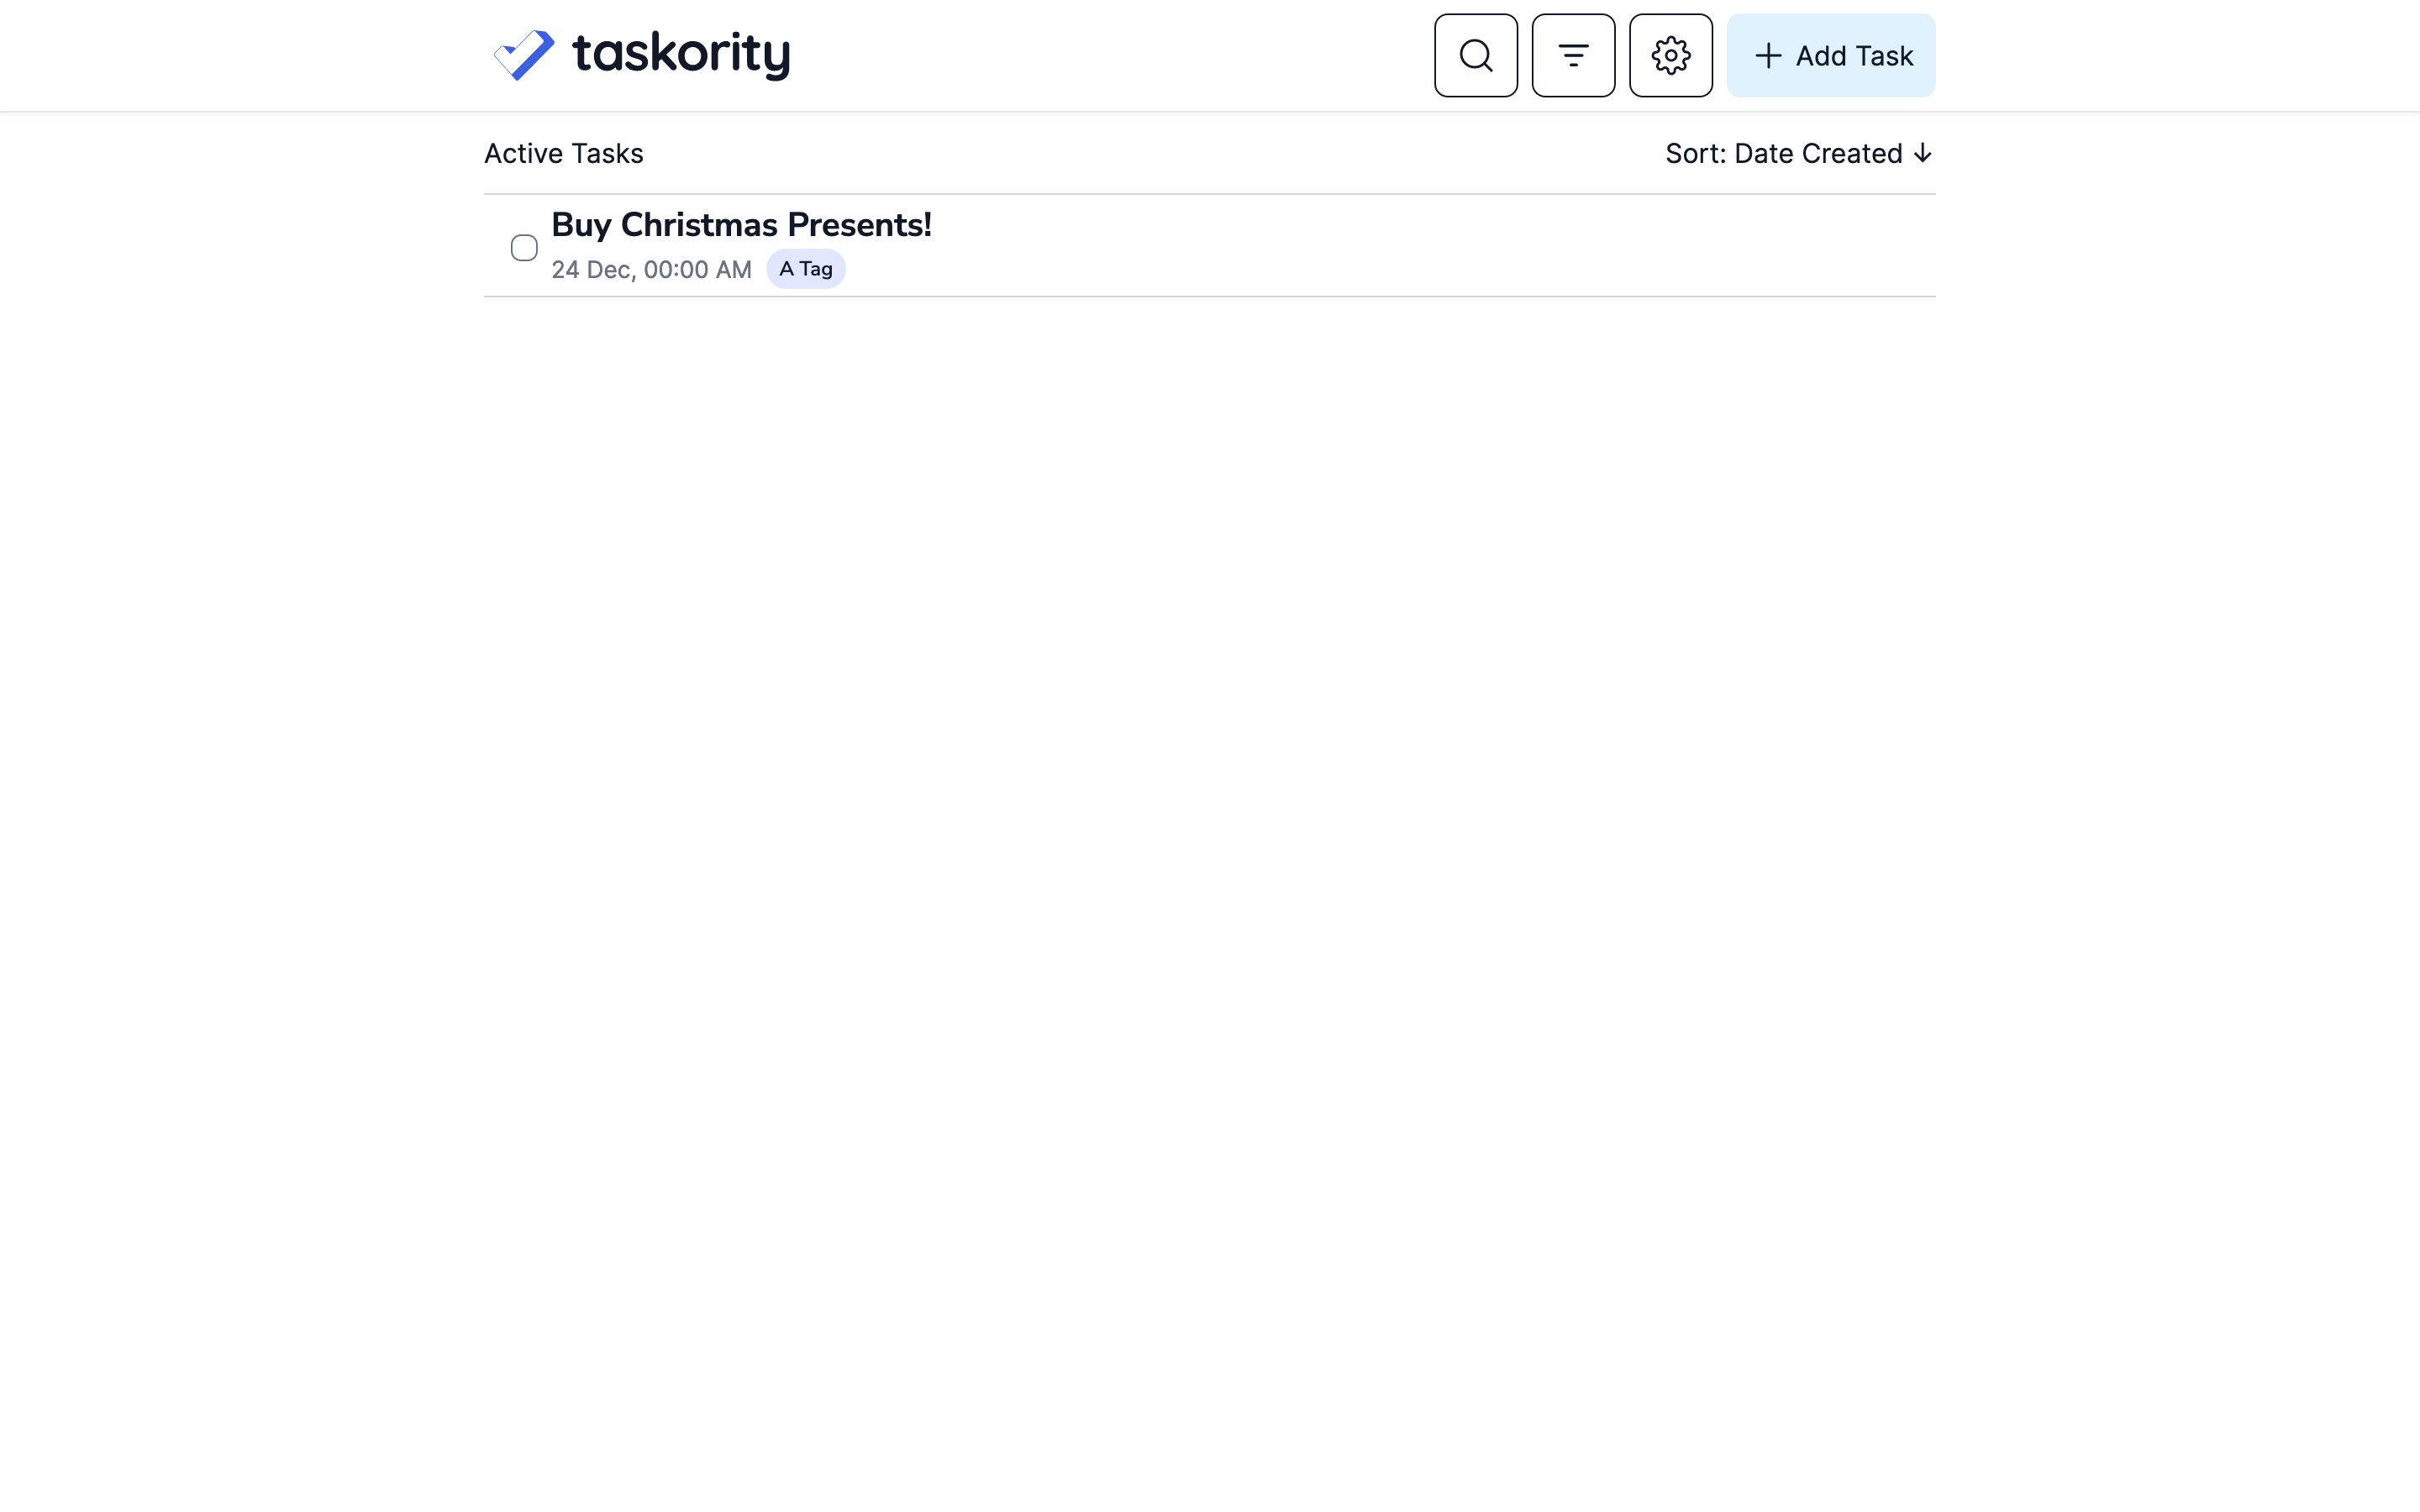 taskority
Add Task
Active Tasks
Sort: Date Created ↓
Buy Christmas Presents!
24 Dec, 00:00 AM
A Tag